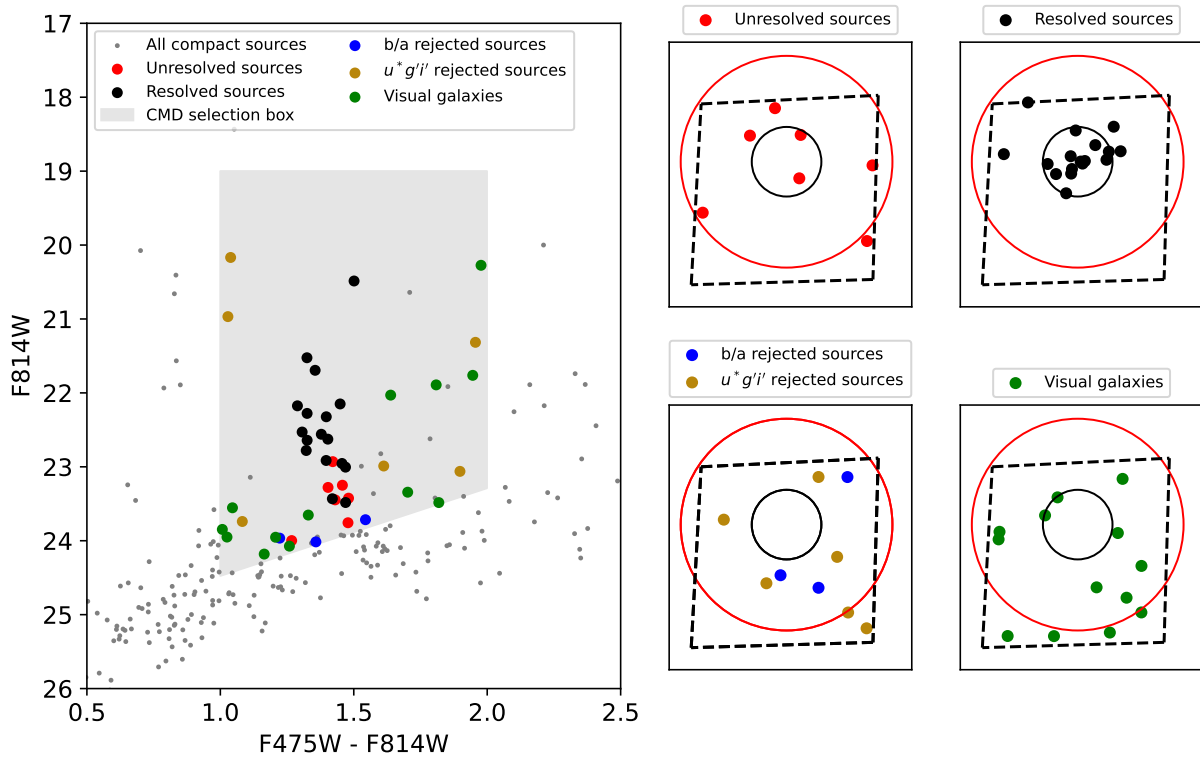 17
18
19
20
21
22
23
24
25
26
F814W
0.5 1.0 1.5 2.0 2.5
F475W - F814W
All compact sources
Unresolved sources
Resolved sources
CMD selection box
b/a rejected sources
u*g′i′ rejected sources
Visual galaxies
Unresolved sources
Resolved sources
b/a rejected sources
u*g′i′ rejected sources
Visual galaxies